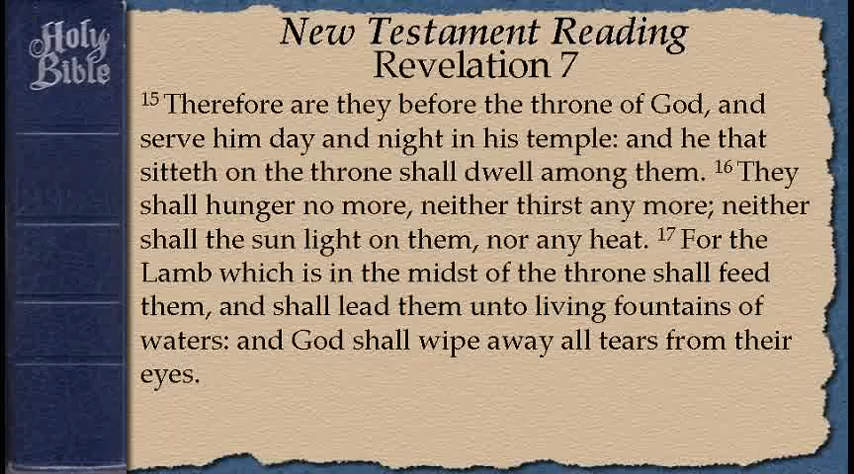 Holy
Bible
New Testament Reading
Revelation 7
15 Therefore are they before the throne of God, and
serve him day and night in his temple: and he that
sitteth on the throne shall dwell among them. 16 They
shall hunger no more, neither thirst any more; neither
shall the sun light on them, nor any heat. 17 For the
Lamb which is in the midst of the throne shall feed
them, and shall lead them unto living fountains of
waters: and God shall wipe away all tears from their
eyes.